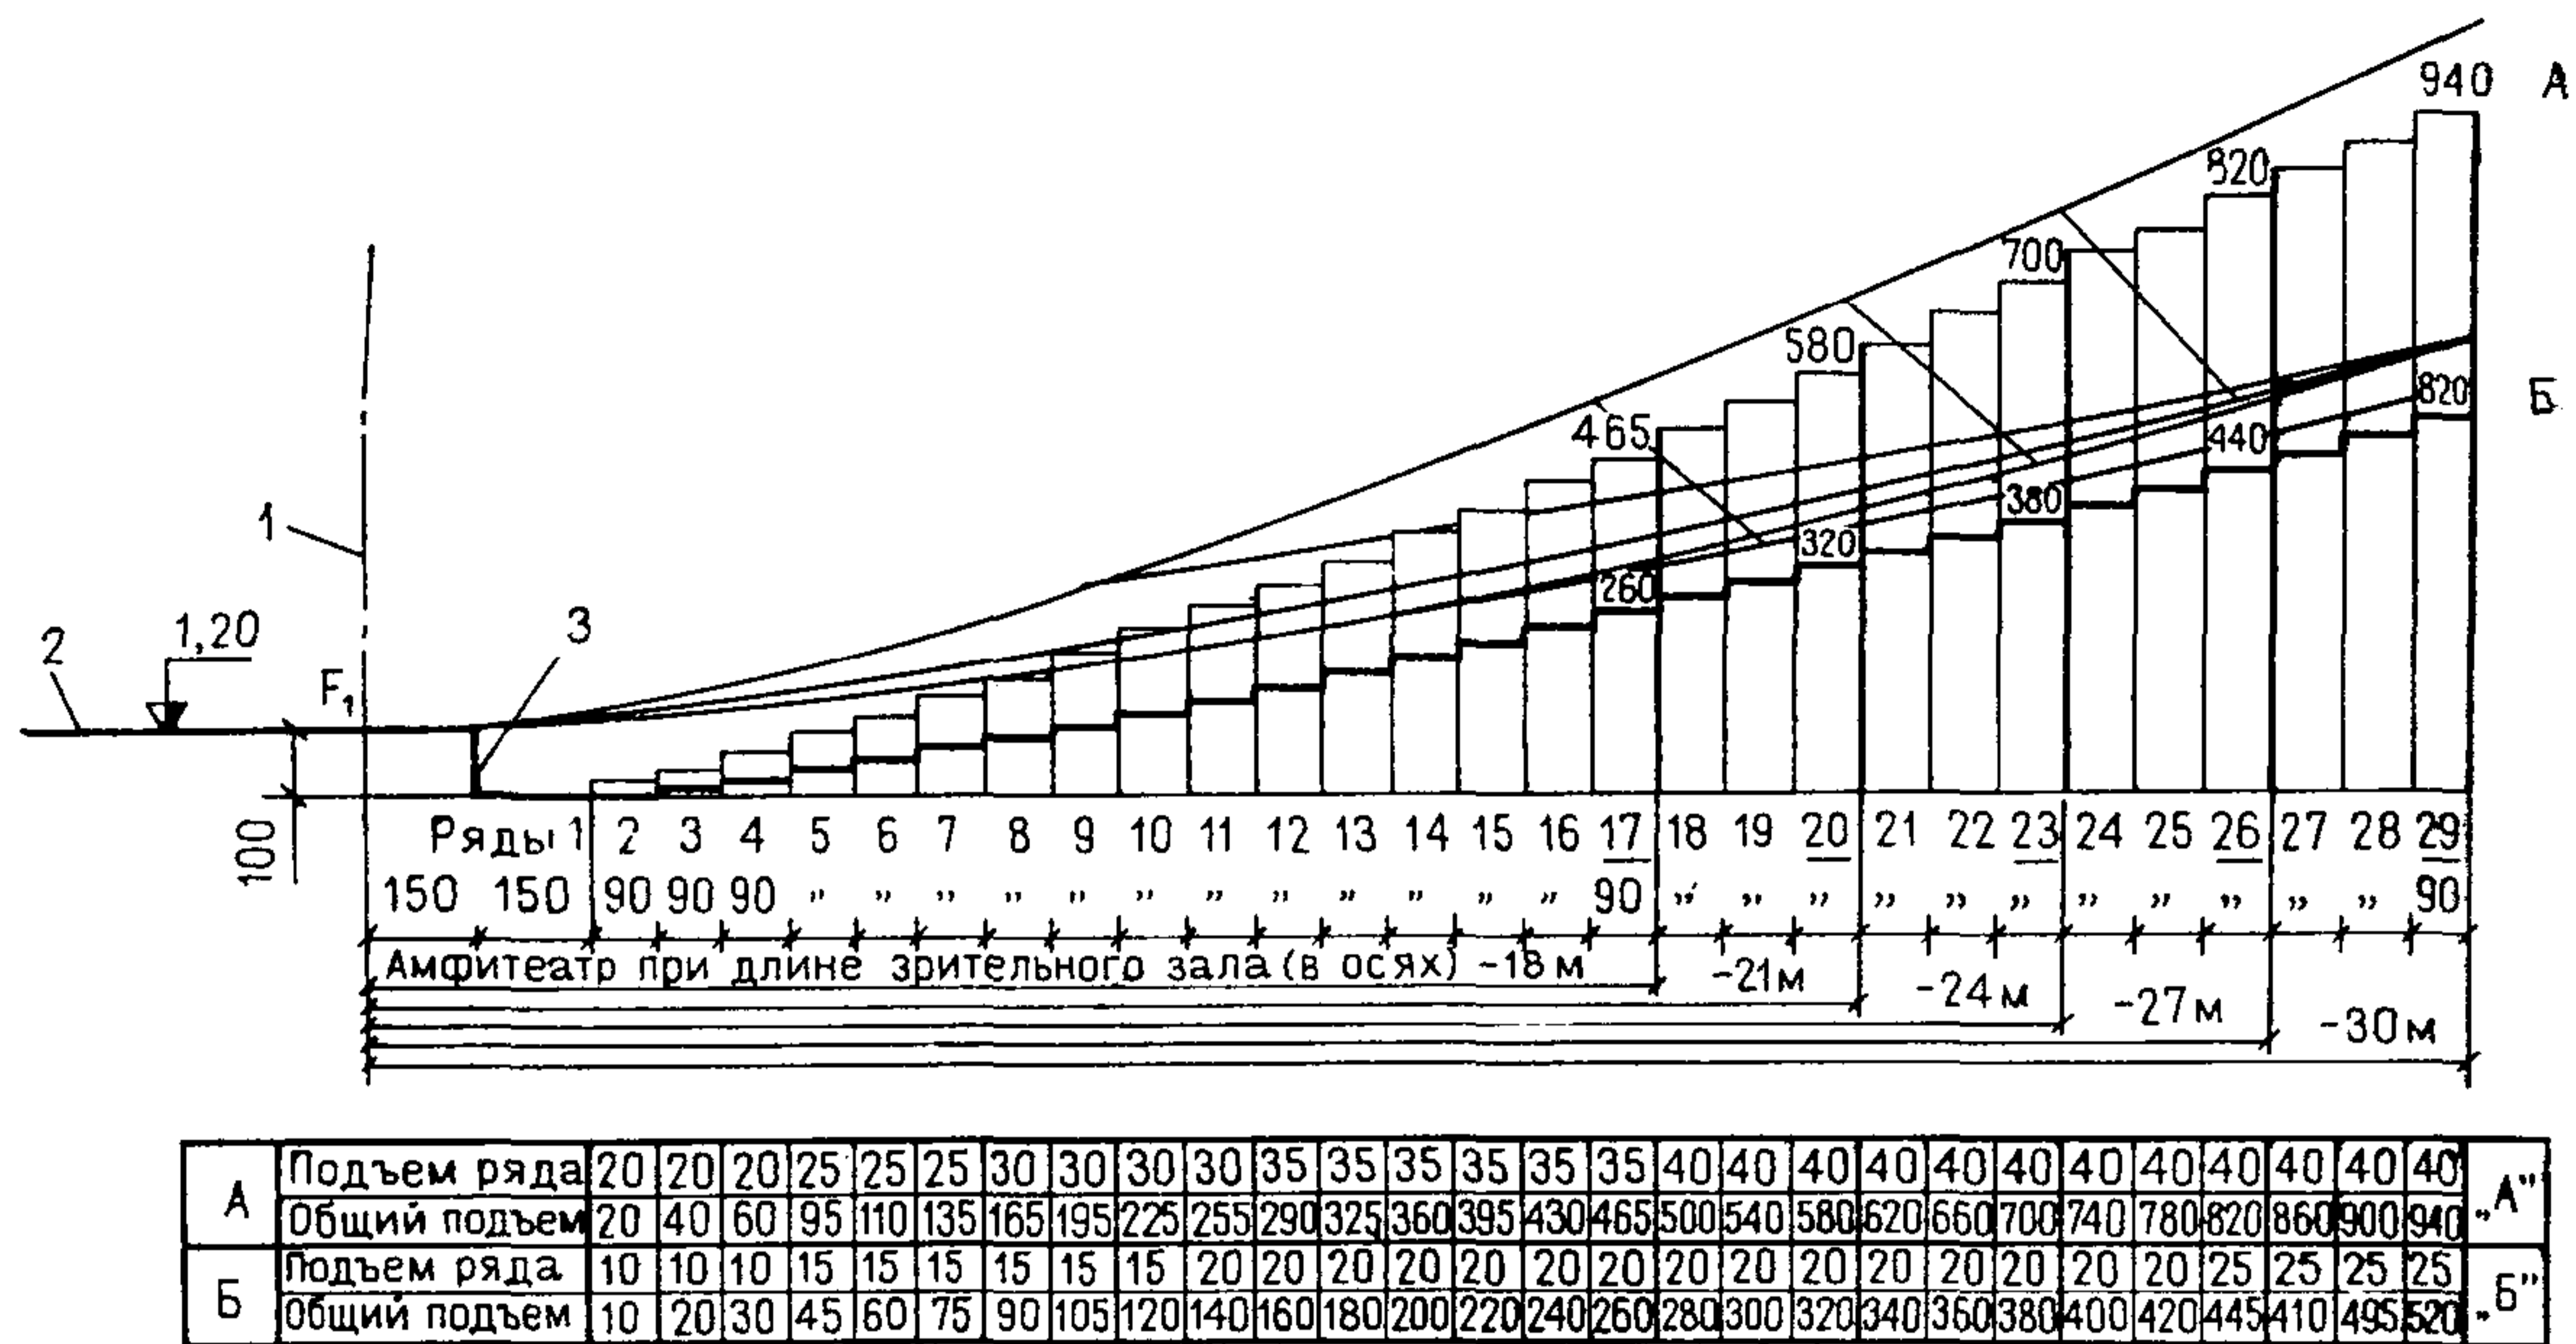 940 А
820
700
580
820 Б
465
440
1
380
320
1,20 3
260
2
F1
100
Ряды 1 2 3 4 5 6 7 8 9 10 11 12 13 14 15 16 17 18 19 20 21 22 23 24 25 26 27 28 29
150 150 90 90 90 " " " " " " " " " " " " 90 " " " " " " " " " " " 90
Амфитеатр при длине зрительного зала (в осях) -18 м
-21 м
-24 м
-27 м
-30 м
А Подъем ряда 20 20 20 25 25 25 30 30 30 30 35 35 35 35 35 35 40 40 40 40 40 40 40 40 40 40 40 40 „А"
Общий подъем 20 40 60 95 110 135 165 195 225 255 290 325 360 395 430 465 500 540 580 620 660 700 740 780 820 860 900 940
Б Подъем ряда 10 10 10 15 15 15 15 15 15 20 20 20 20 20 20 20 20 20 20 20 20 20 20 20 25 25 25 25 „Б"
Общий подъем 10 20 30 45 60 75 90 105 120 140 160 180 200 220 240 260 280 300 320 340 360 380 400 420 445 410 495 520